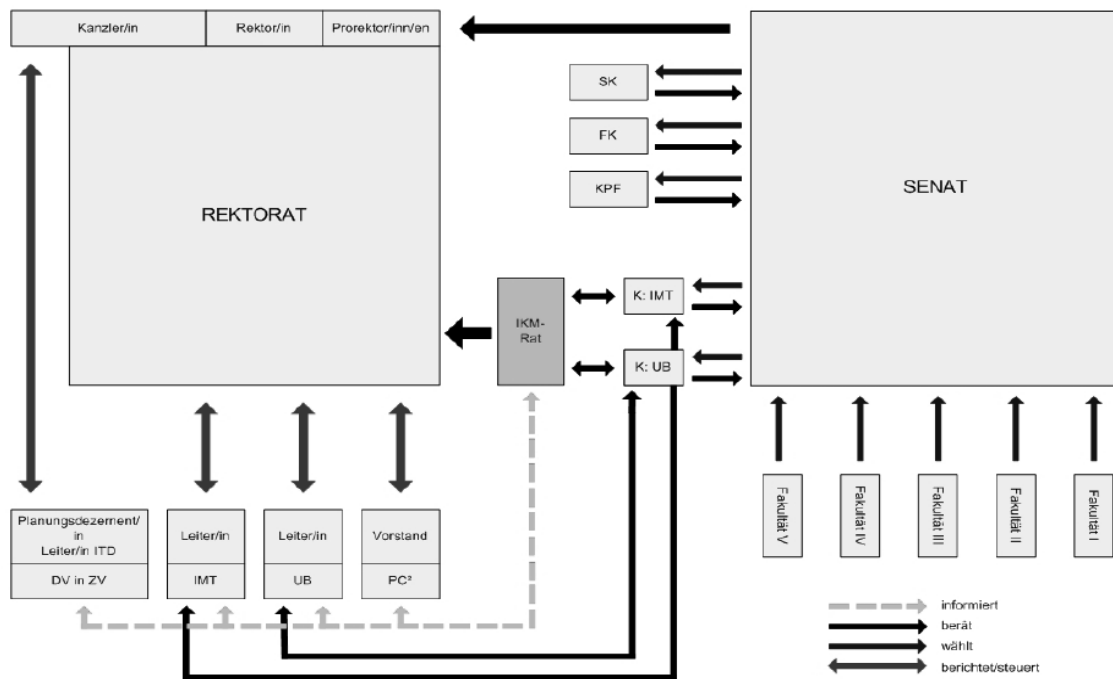 Kanzler/in
Rektor/in
Prorektor/inn/en
REKTORAT
SK
FK
KPF
SENAT
IKM-
Rat
K: IMT
K: UB
Planungsdezernent/
in
Leiter/in ITD
DV in ZV
Leiter/in
IMT
Leiter/in
UB
Vorstand
PC²
Fakultät V
Fakultät IV
Fakultät III
Fakultät II
Fakultät I
informiert
berät
wählt
berichtet/steuert